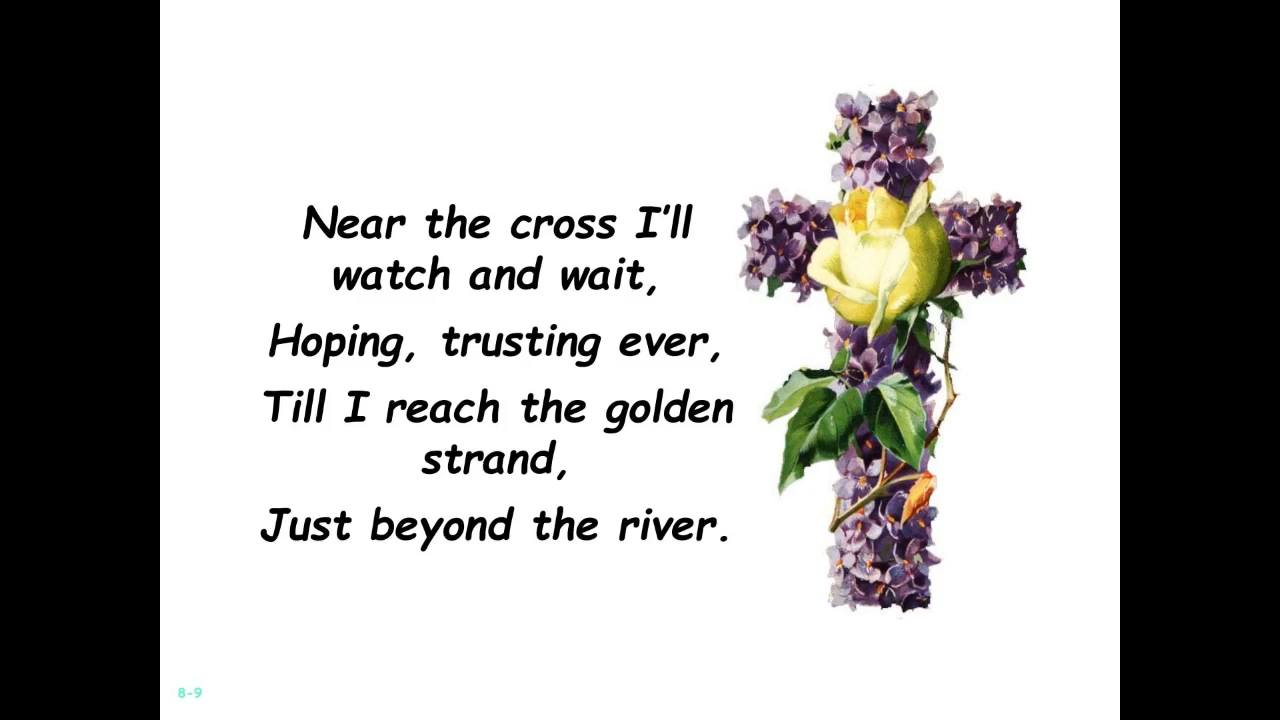 Near the cross I'll
watch and wait,
Hoping, trusting ever,
Till I reach the golden
strand,
Just beyond the river.
8-9